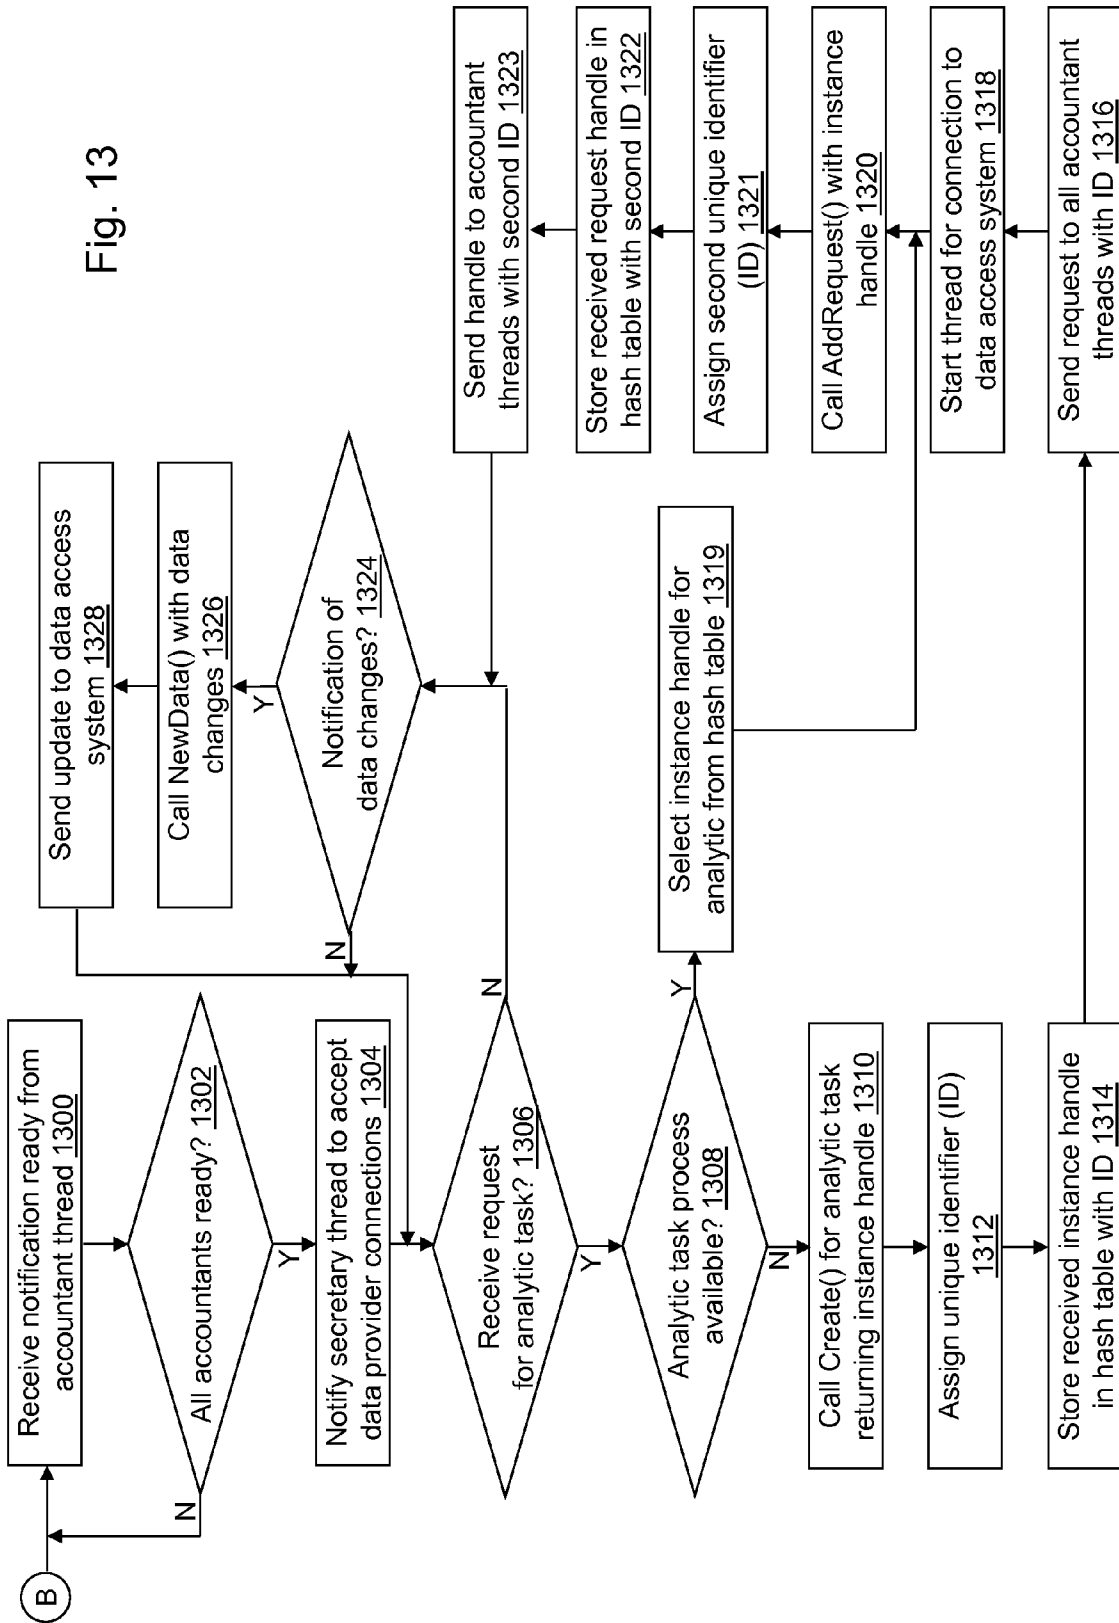 Fig. 13
B
Receive notification ready from
accountant thread 1300
All accountants ready? 1302
N
Y
Notify secretary thread to accept
data provider connections 1304
Receive request
for analytic task? 1306
N
Y
Analytic task process
available? 1308
Y
N
Call Create() for analytic task
returning instance handle 1310
Assign unique identifier (ID)
1312
Store received instance handle
in hash table with ID 1314
Send request to all accountant
threads with ID 1316
Start thread for connection to
data access system 1318
Select instance handle for
analytic from hash table 1319
Call AddRequest() with instance
handle 1320
Assign second unique identifier
(ID) 1321
Store received request handle in
hash table with second ID 1322
Send handle to accountant
threads with second ID 1323
Notification of
data changes? 1324
N
Y
Call NewData() with data
changes 1326
Send update to data access
system 1328